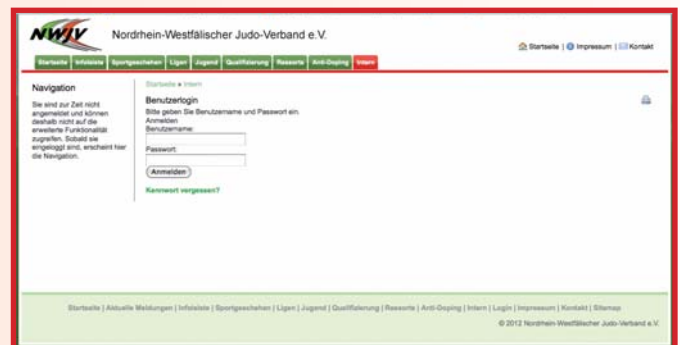 NWJV
Nordrhein-Westfälischer Judo-Verband e.V.
Startseite | Impressum | Kontakt
Startseite Infoleiste Sportgeschehen Ligen Jugend Qualifizierung Ressorts Anti-Doping Intern
Navigation
Sie sind zur Zeit nicht
angemeldet und können
deshalb nicht auf die
erweiterte Funktionalität
zugreifen. Sobald sie
eingeloggt sind, erscheint hier
die Navigation.
Startseite ▸ Intern
Benutzerlogin
Bitte geben Sie Benutzername und Passwort ein.
Anmelden
Benutzername:
Passwort:
Anmelden
Kennwort vergessen?
Startseite | Aktuelle Meldungen | Infoleiste | Sportgeschehen | Ligen | Jugend | Qualifizierung | Ressorts | Anti-Doping | Intern | Login | Impressum | Kontakt | Sitemap
© 2012 Nordrhein-Westfälischer Judo-Verband e.V.